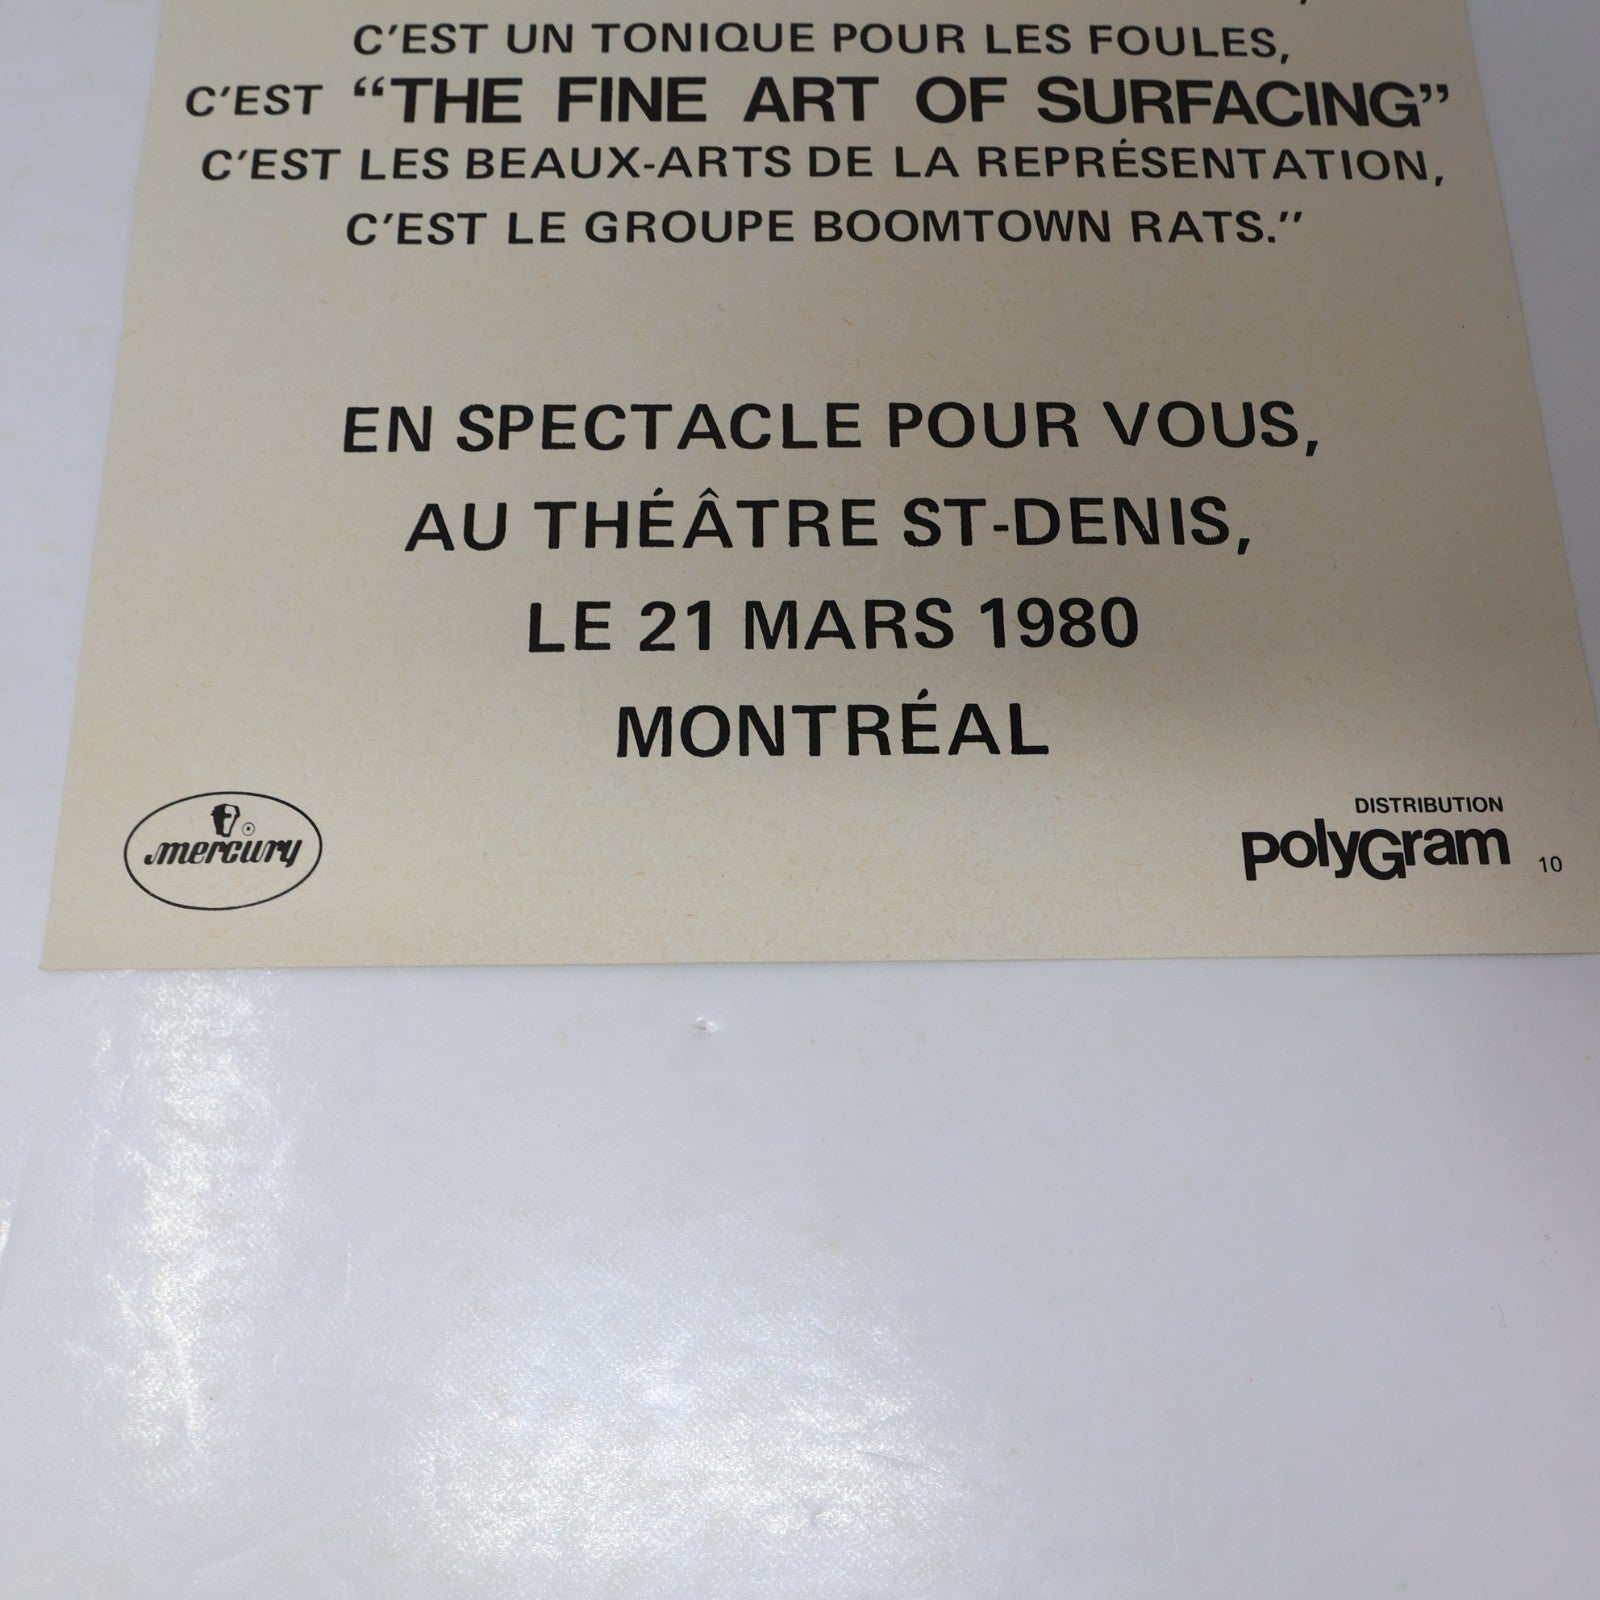 C'EST UN TONIQUE POUR LES FOULES,
C'EST “THE FINE ART OF SURFACING”
C'EST LES BEAUX-ARTS DE LA REPRÉSENTATION,
C'EST LE GROUPE BOOMTOWN RATS.”
EN SPECTACLE POUR VOUS,
AU THÉÂTRE ST-DENIS,
LE 21 MARS 1980
MONTRÉAL
mercury
DISTRIBUTION
polyGram
10